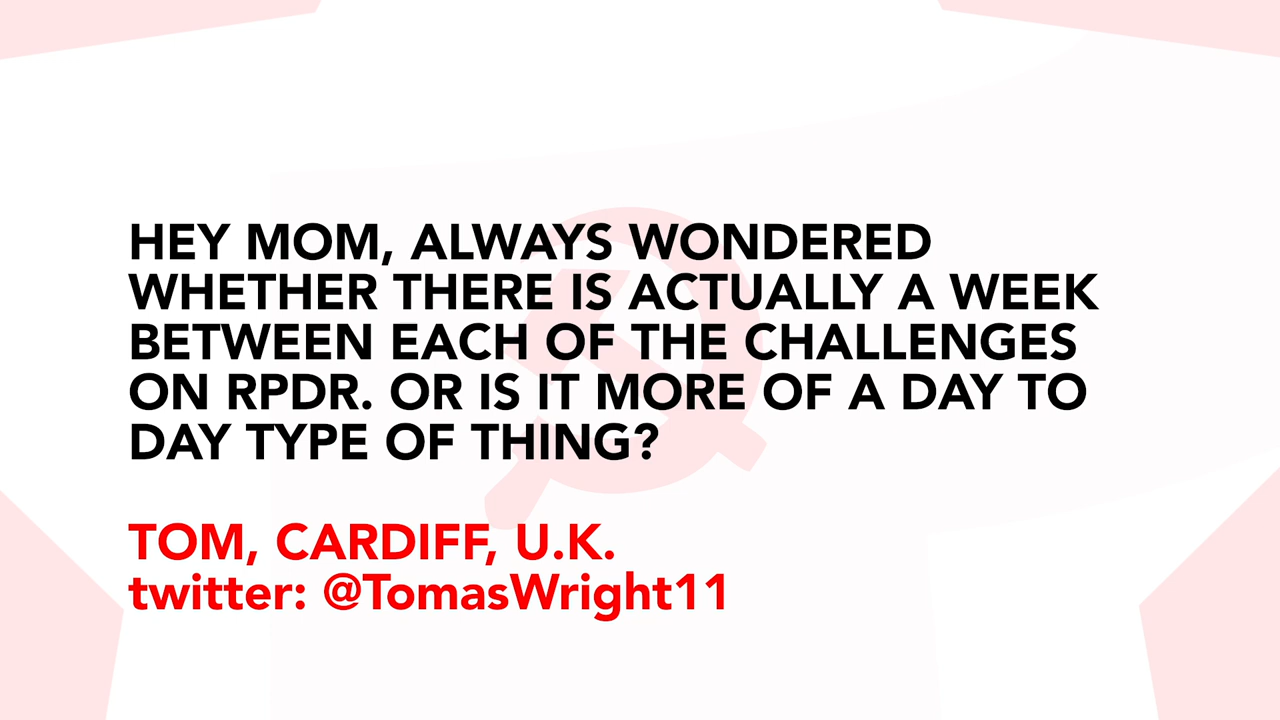 HEY MOM, ALWAYS WONDERED
WHETHER THERE IS ACTUALLY A WEEK
BETWEEN EACH OF THE CHALLENGES
ON RPDR. OR IS IT MORE OF A DAY TO
DAY TYPE OF THING?
TOM, CARDIFF, U.K.
twitter: @TomasWright11